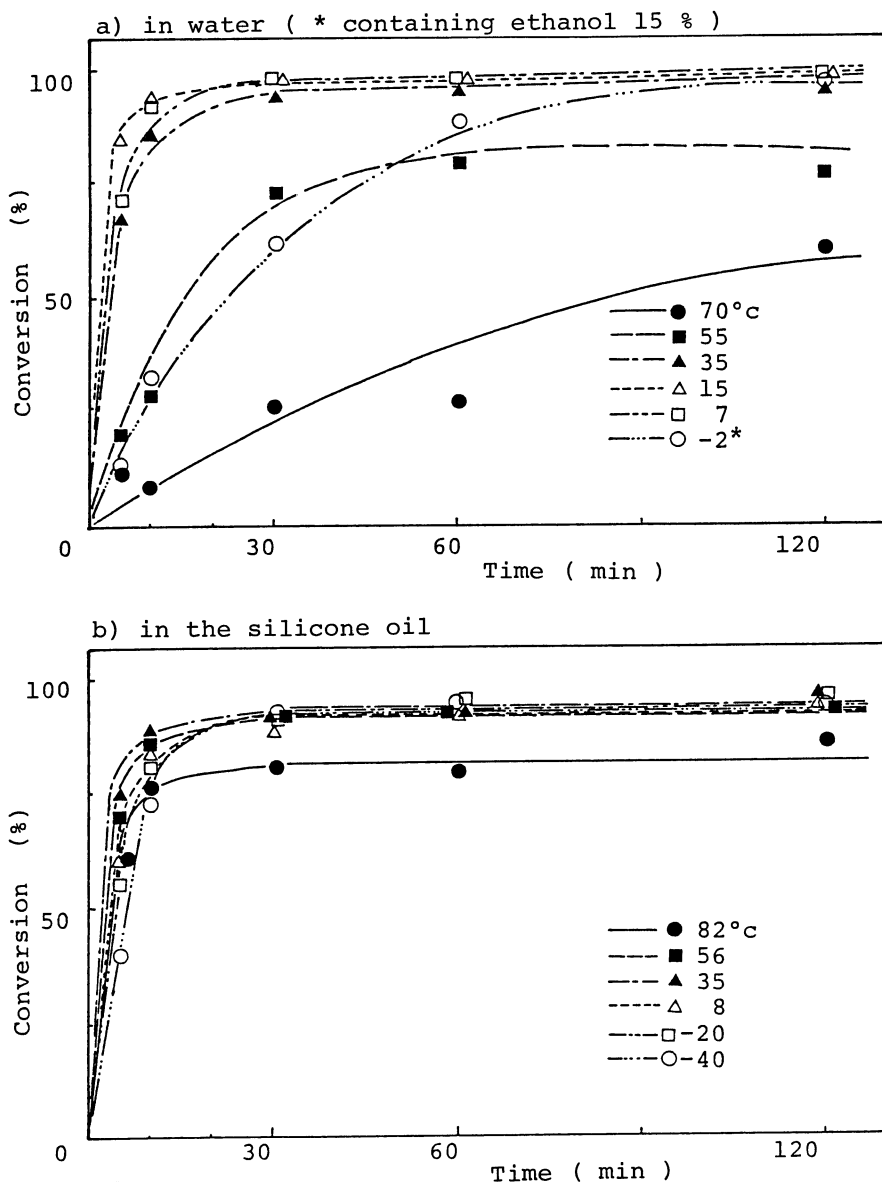 a) in water ( * containing ethanol 15 % )
100
50
0
Conversion (%)
70°c
55
35
15
7
-2*
30
60
120
Time ( min )
b) in the silicone oil
100
50
0
Conversion (%)
82°c
56
35
8
-20
-40
30
60
120
Time ( min )